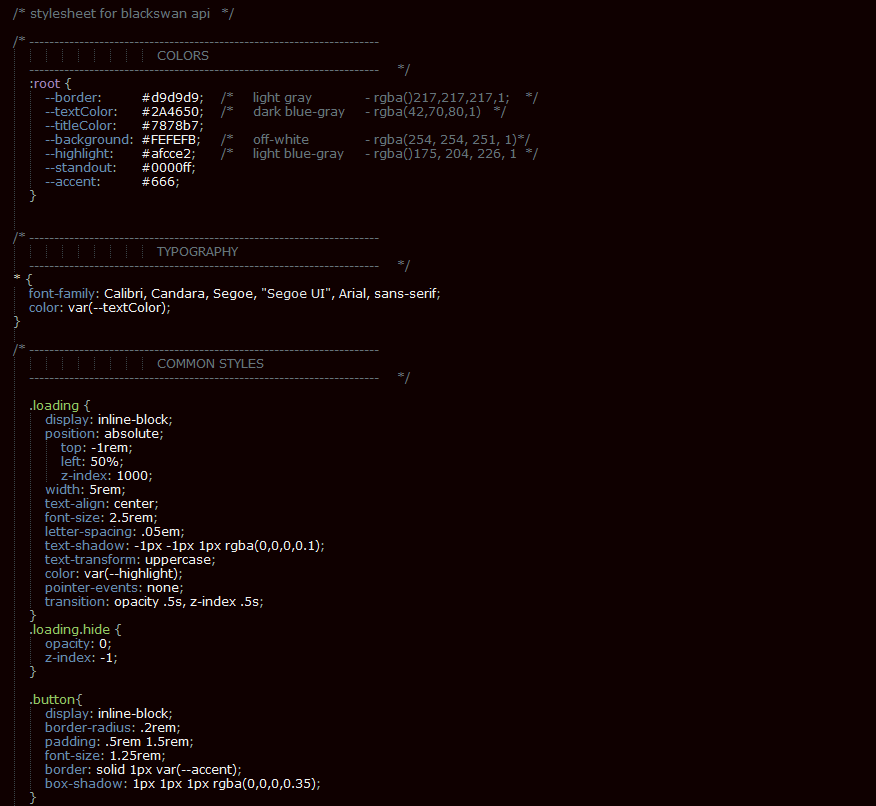 /* stylesheet for blackswan api */
/* ----------------------------------------------------------------------
COLORS
---------------------------------------------------------------------- */
:root {
--border: #d9d9d9; /* light gray - rgba()217,217,217,1; */
--textColor: #2A4650; /* dark blue-gray - rgba(42,70,80,1) */
--titleColor: #7878b7;
--background: #FEFEFB; /* off-white - rgba(254, 254, 251, 1)*/
--highlight: #afcce2; /* light blue-gray - rgba()175, 204, 226, 1 */
--standout: #0000ff;
--accent: #666;
}
/* ----------------------------------------------------------------------
TYPOGRAPHY
---------------------------------------------------------------------- */
* {
font-family: Calibri, Candara, Segoe, "Segoe UI", Arial, sans-serif;
color: var(--textColor);
}
/* ----------------------------------------------------------------------
COMMON STYLES
---------------------------------------------------------------------- */
.loading {
display: inline-block;
position: absolute;
top: -1rem;
left: 50%;
z-index: 1000;
width: 5rem;
text-align: center;
font-size: 2.5rem;
letter-spacing: .05em;
text-shadow: -1px -1px 1px rgba(0,0,0,0.1);
text-transform: uppercase;
color: var(--highlight);
pointer-events: none;
transition: opacity .5s, z-index .5s;
}
.loading.hide {
opacity: 0;
z-index: -1;
}
.button{
display: inline-block;
border-radius: .2rem;
padding: .5rem 1.5rem;
font-size: 1.25rem;
border: solid 1px var(--accent);
box-shadow: 1px 1px 1px rgba(0,0,0,0.35);
}